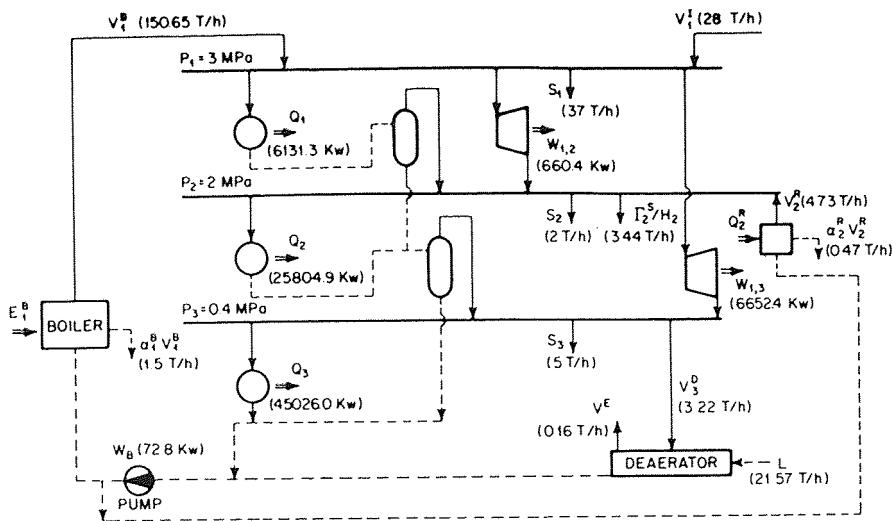 V₁ᴮ (150.65 T/h)
V₁ᴵ (28 T/h)
P₁ = 3 MPa
Q₁
(6131.3 Kw)
S₁
(37 T/h)
W₁,₂
(660.4 Kw)
P₂ = 2 MPa
V₂ᴿ (4.73 T/h)
S₂
(2 T/h)
Γ₂ˢ/H₂
(3.44 T/h)
Q₂ᴿ
α₂ᴿ V₂ᴿ
(0.47 T/h)
Q₂
(25804.9 Kw)
W₁,₃
(6652.4 Kw)
P₃ = 0.4 MPa
E₁ᴮ
BOILER
α₁ᴮ V₁ᴮ
(1.5 T/h)
S₃
(5 T/h)
Q₃
(45026.0 Kw)
V₃ᴰ
(3.22 T/h)
Vᴱ
(0.16 T/h)
W_B (72.8 Kw)
PUMP
DEAERATOR
L
(21.57 T/h)